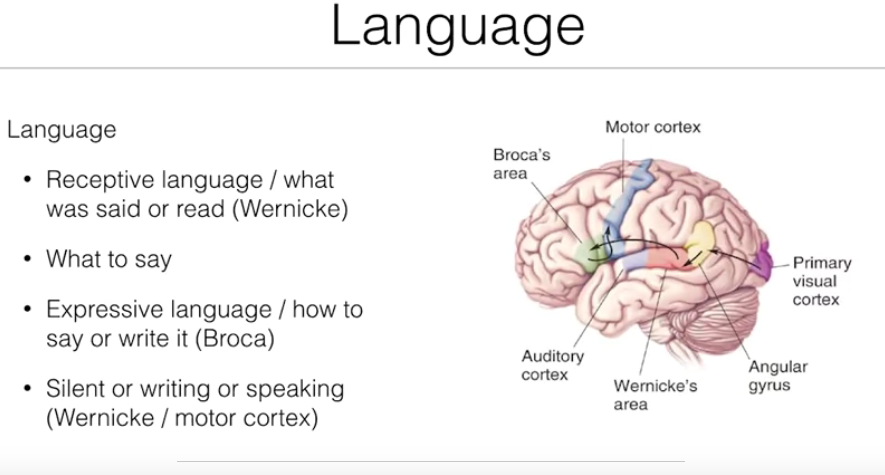 Language
Language
• Receptive language / what
was said or read (Wernicke)
• What to say
• Expressive language / how to
say or write it (Broca)
• Silent or writing or speaking
(Wernicke / motor cortex)
Motor cortex
Broca's
area
Primary
visual
cortex
Auditory
cortex
Wernicke's
area
Angular
gyrus